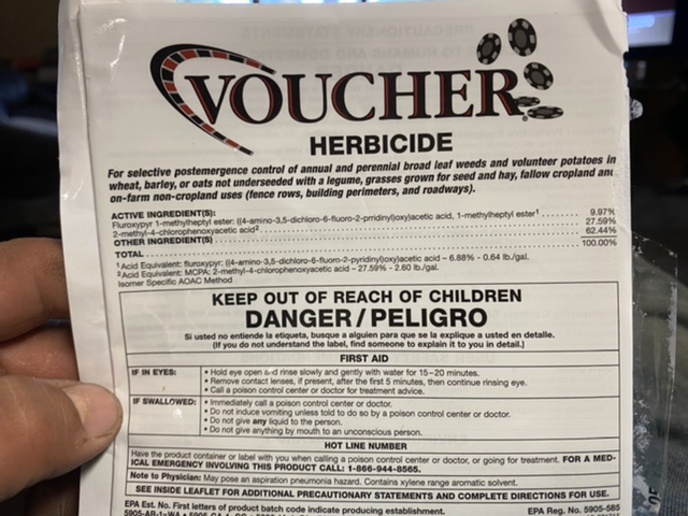 VOUCHER
HERBICIDE
For selective postemergence control of annual and perennial broad leaf weeds and volunteer potatoes in
wheat, barley, or oats not underseeded with a legume, grasses grown for seed and hay, fallow cropland and
on-farm non-cropland uses (fence rows, building perimeters, and roadways).
ACTIVE INGREDIENT(S):
Fluroxypyr 1-methylheptyl ester: ((4-amino-3,5-dichloro-6-fluoro-2-prridinyl)oxy)acetic acid, 1-methylheptyl ester¹ 9.97%
2-methyl-4-chlorophenoxyacetic acid² 27.59%
OTHER INGREDIENT(S) 62.44%
TOTAL 100.00%
¹Acid Equivalent: fluroxypyr: ((4-amino-3,5-dichloro-6-fluoro-2-pyridinyl)oxy)acetic acid – 6.88% - 0.64 lb./gal.
²Acid Equivalent: MCPA: 2-methyl-4-chlorophenoxyacetic acid - 27.59% - 2.60 lb./gal.
Isomer Specific AOAC Method
KEEP OUT OF REACH OF CHILDREN
DANGER/PELIGRO
Si usted no entiende la etiqueta, busque a alguien para que se la explique a usted en detalle.
(If you do not understand the label, find someone to explain it to you in detail.)
FIRST AID
IF IN EYES: • Hold eye open and rinse slowly and gently with water for 15–20 minutes.
• Remove contact lenses, if present, after the first 5 minutes, then continue rinsing eye.
• Call a poison control center or doctor for treatment advice.
IF SWALLOWED: • Immediately call a poison control center or doctor.
• Do not induce vomiting unless told to do so by a poison control center or doctor.
• Do not give any liquid to the person.
• Do not give anything by mouth to an unconscious person.
HOT LINE NUMBER
Have the product container or label with you when calling a poison control center or doctor, or going for treatment. FOR A MED-
ICAL EMERGENCY INVOLVING THIS PRODUCT CALL: 1-866-944-8565.
Note to Physician: May pose an aspiration pneumonia hazard. Contains xylene range aromatic solvent.
SEE INSIDE LEAFLET FOR ADDITIONAL PRECAUTIONARY STATEMENTS AND COMPLETE DIRECTIONS FOR USE.
EPA Est. No. First letters of product batch code indicate producing establishment. EPA Reg. No. 5905-565